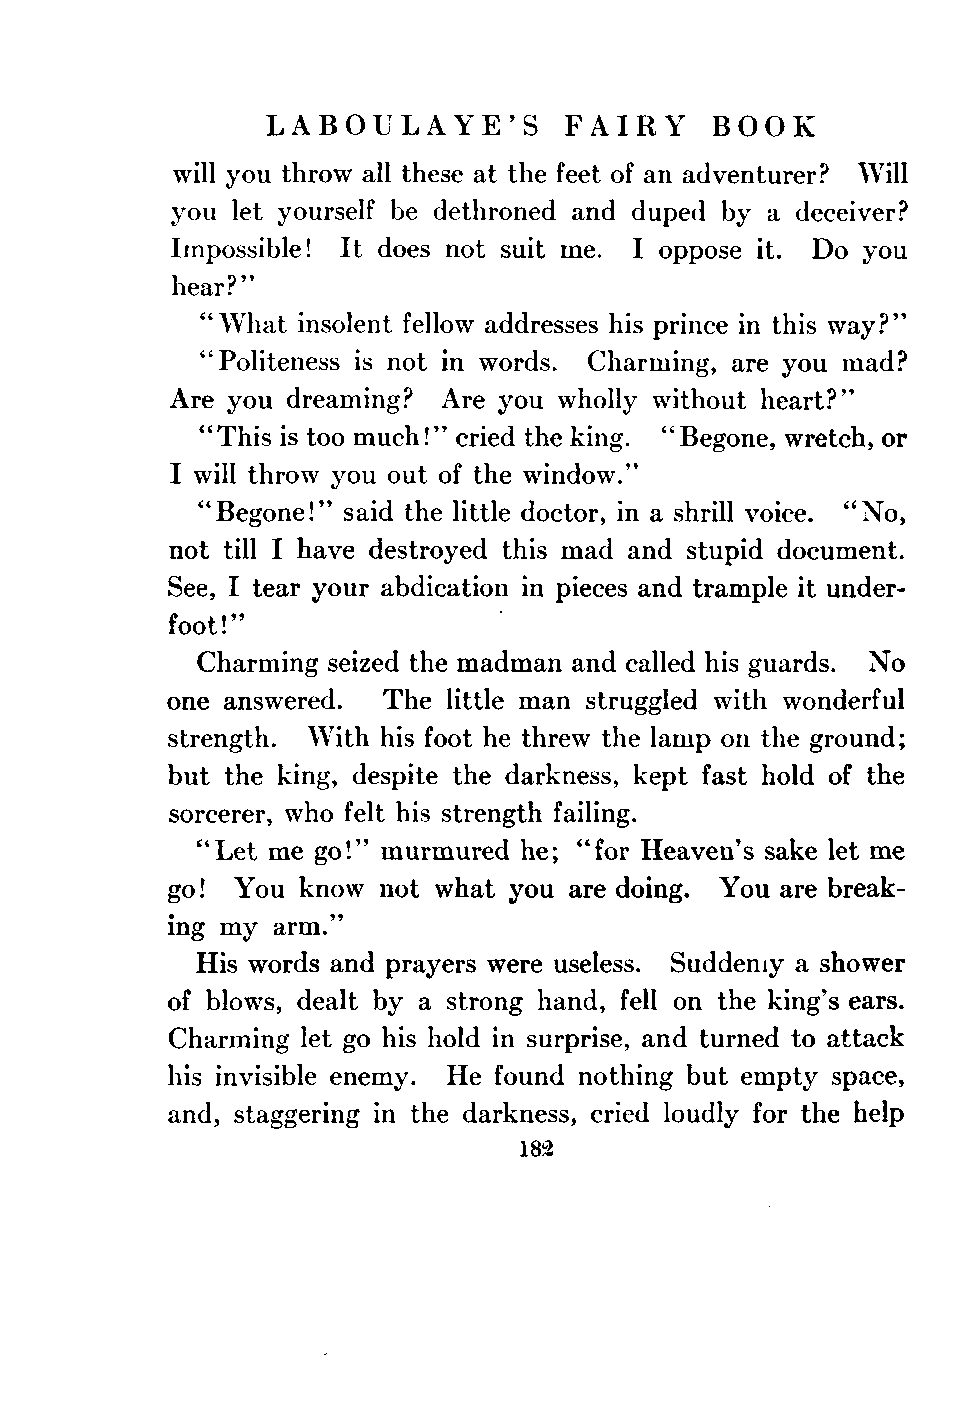 LABOULAYE'S FAIRY BOOK
will you throw all these at the feet of an adventurer? Will
you let yourself be dethroned and duped by a deceiver?
Impossible! It does not suit me. I oppose it. Do you
hear?"
"What insolent fellow addresses his prince in this way?"
"Politeness is not in words. Charming, are you mad?
Are you dreaming? Are you wholly without heart?"
"This is too much!" cried the king. "Begone, wretch, or
I will throw you out of the window."
"Begone!" said the little doctor, in a shrill voice. "No,
not till I have destroyed this mad and stupid document.
See, I tear your abdication in pieces and trample it under-
foot!"
Charming seized the madman and called his guards. No
one answered. The little man struggled with wonderful
strength. With his foot he threw the lamp on the ground;
but the king, despite the darkness, kept fast hold of the
sorcerer, who felt his strength failing.
"Let me go!" murmured he; "for Heaven's sake let me
go! You know not what you are doing. You are break-
ing my arm."
His words and prayers were useless. Suddenly a shower
of blows, dealt by a strong hand, fell on the king's ears.
Charming let go his hold in surprise, and turned to attack
his invisible enemy. He found nothing but empty space,
and, staggering in the darkness, cried loudly for the help
182